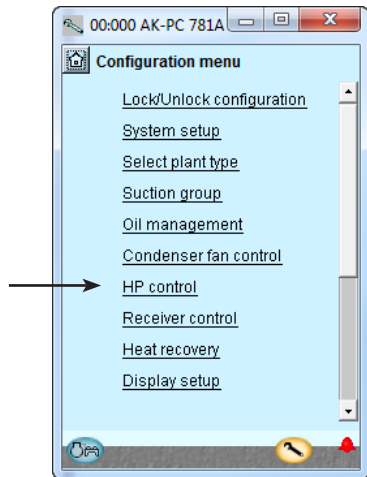 00:000 AK-PC 781A
Configuration menu
Lock/Unlock configuration
System setup
Select plant type
Suction group
Oil management
Condenser fan control
HP control
Receiver control
Heat recovery
Display setup